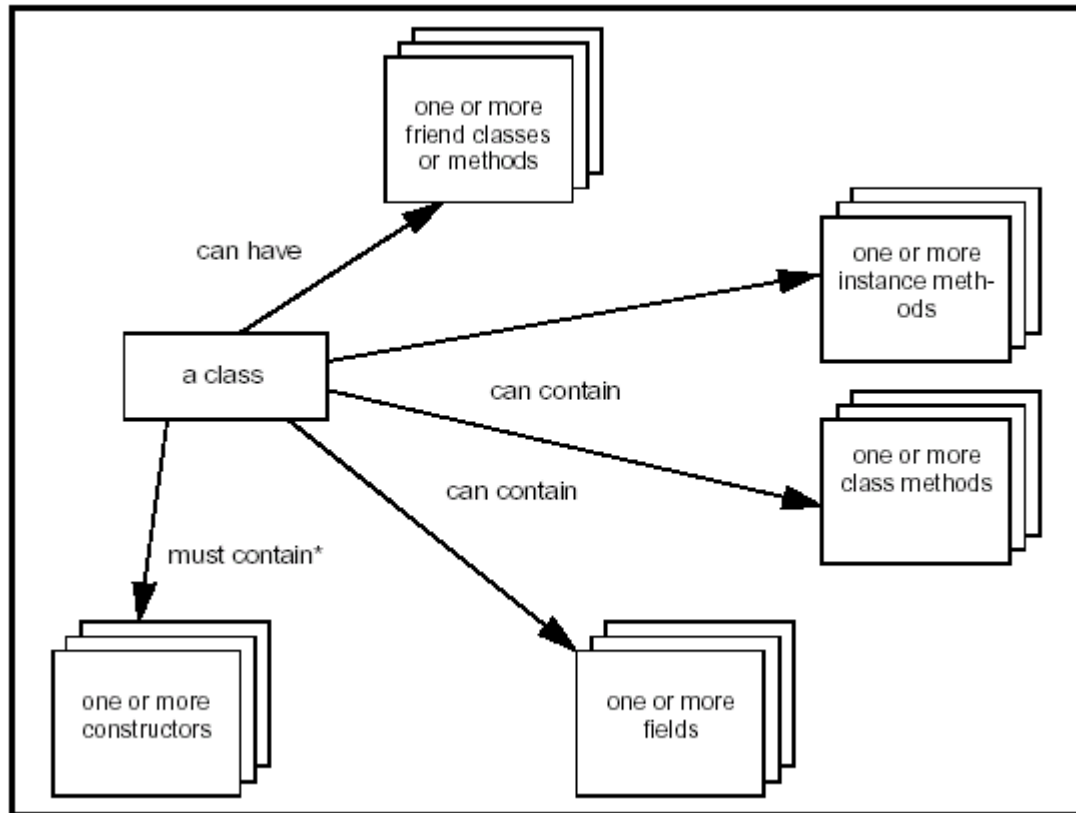 one or more
friend classes
or methods
can have
one or more
instance meth-
ods
a class
can contain
one or more
class methods
can contain
must contain*
one or more
constructors
one or more
fields